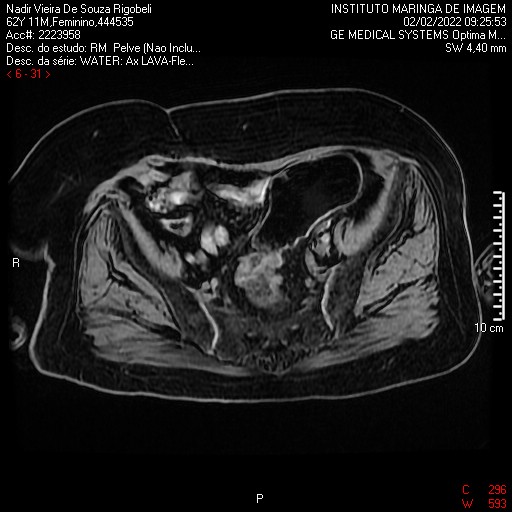 Nadir Vieira De Souza Rigobeli
62Y 11M,Feminino,444535
Acc#: 2223958
Desc. do estudo: RM Pelve (Nao Inclu...
Desc. da série: WATER: Ax LAVA-Fle...
< 6 - 31 >
INSTITUTO MARINGA DE IMAGEM
02/02/2022 09:25:53
GE MEDICAL SYSTEMS Optima M...
SW 4,40 mm
R
10 cm
P
C 296
W 593